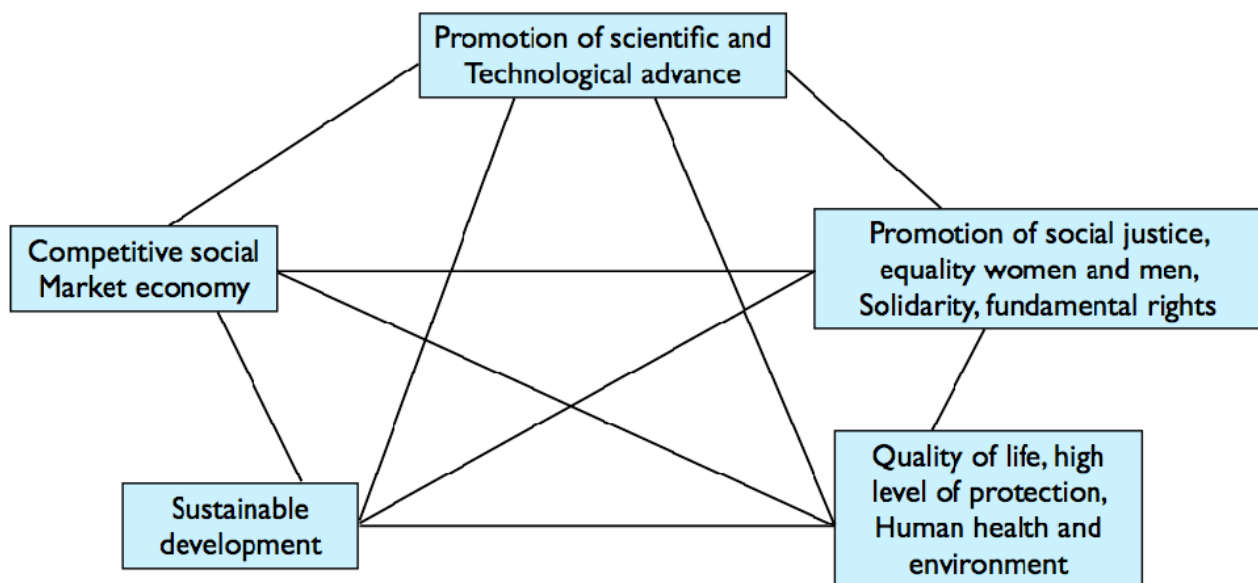 Promotion of scientific and
Technological advance
Competitive social
Market economy
Promotion of social justice,
equality women and men,
Solidarity, fundamental rights
Sustainable
development
Quality of life, high
level of protection,
Human health and
environment